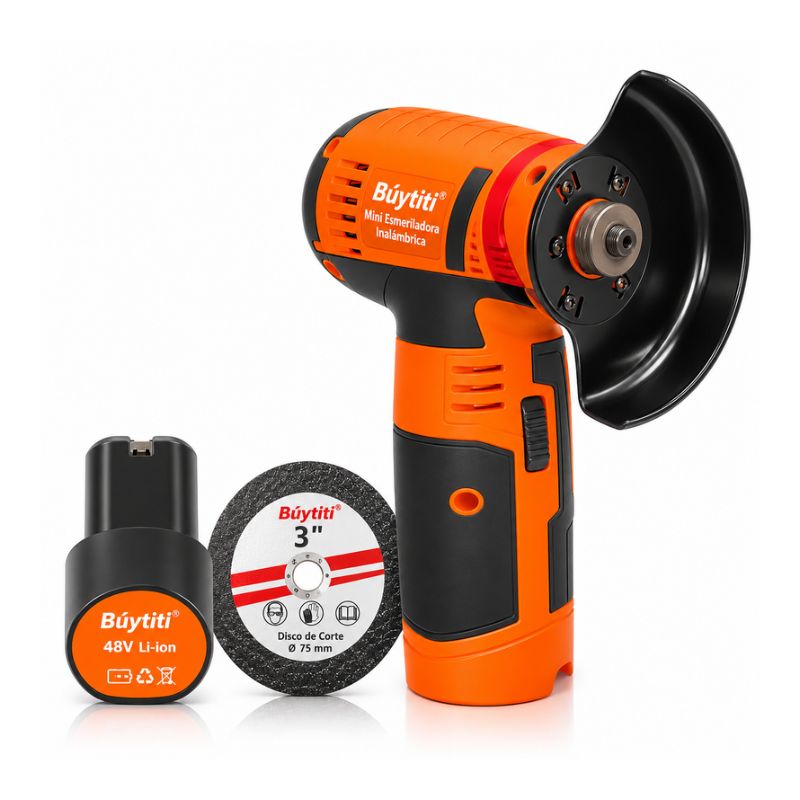 Búytiti®
Mini Esmeriladora
Inalámbrica
Búytiti®
3"
Disco de Corte
Ø 75 mm
Búytiti®
48V Li-ion